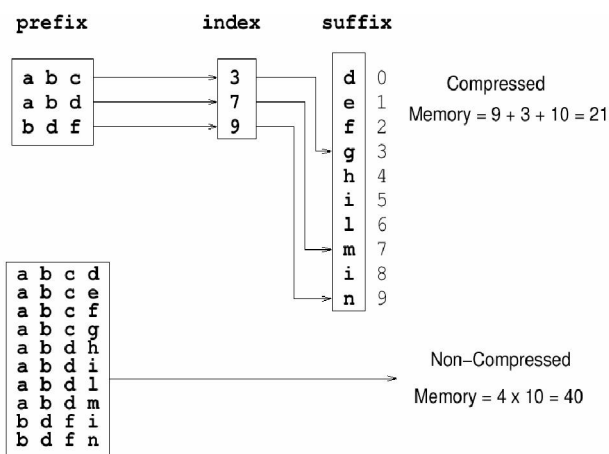 prefix index suffix
a b c 3 d 0
a b d 7 e 1
b d f 9 f 2
g 3
h 4
i 5
l 6
m 7
i 8
n 9
Compressed
Memory = 9 + 3 + 10 = 21
a b c d
a b c e
a b c f
a b c g
a b d h
a b d i
a b d l
a b d m
b d f i
b d f n
Non-Compressed
Memory = 4 x 10 = 40